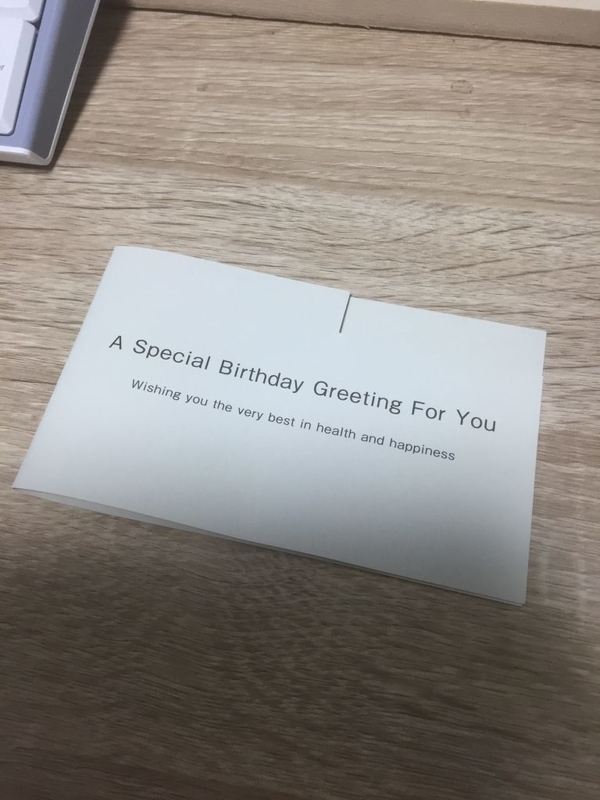 A Special Birthday Greeting For You
Wishing you the very best in health and happiness